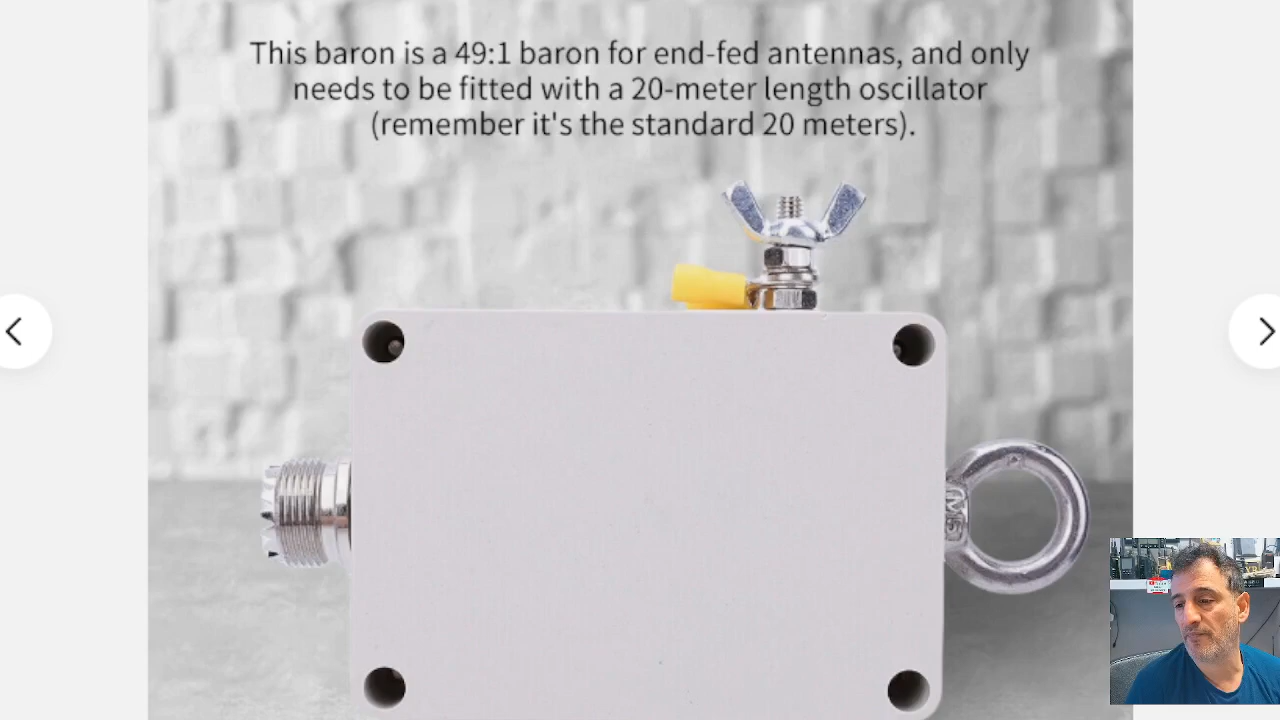 This baron is a 49:1 baron for end-fed antennas, and only
needs to be fitted with a 20-meter length oscillator
(remember it's the standard 20 meters).